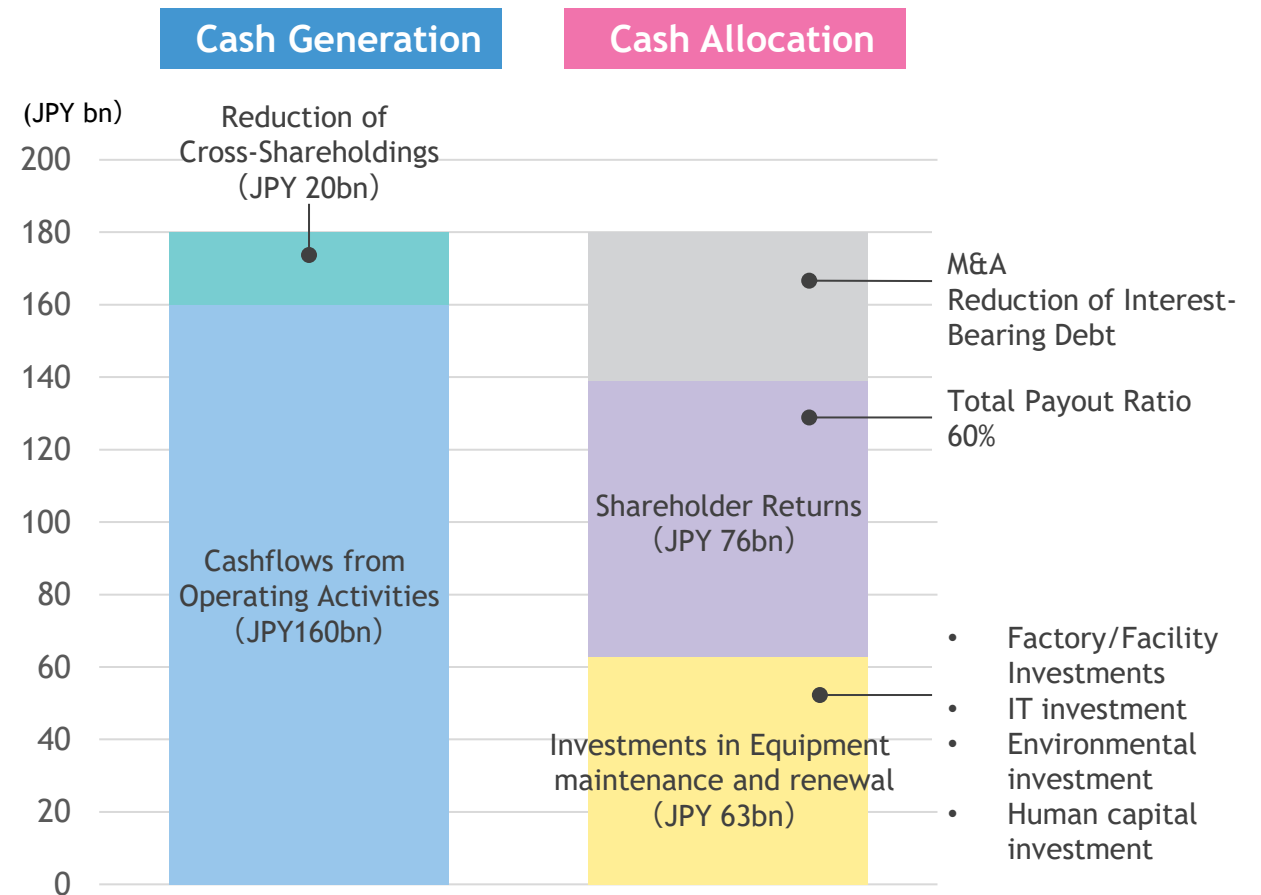 Cash Generation
Cash Allocation
(JPY bn）
200
180
160
140
120
100
80
60
40
20
0
Reduction of
Cross-Shareholdings
（JPY 20bn）
Cashflows from
Operating Activities
（JPY160bn）
Shareholder Returns
（JPY 76bn）
Investments in Equipment
maintenance and renewal
（JPY 63bn）
M&A
Reduction of Interest-
Bearing Debt
Total Payout Ratio
60%
• Factory/Facility
Investments
• IT investment
• Environmental
investment
• Human capital
investment